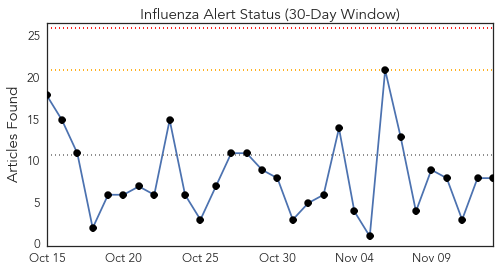 Influenza Alert Status (30-Day Window)
Articles Found
25
20
15
10
5
0
Oct 15
Oct 20
Oct 25
Oct 30
Nov 04
Nov 09